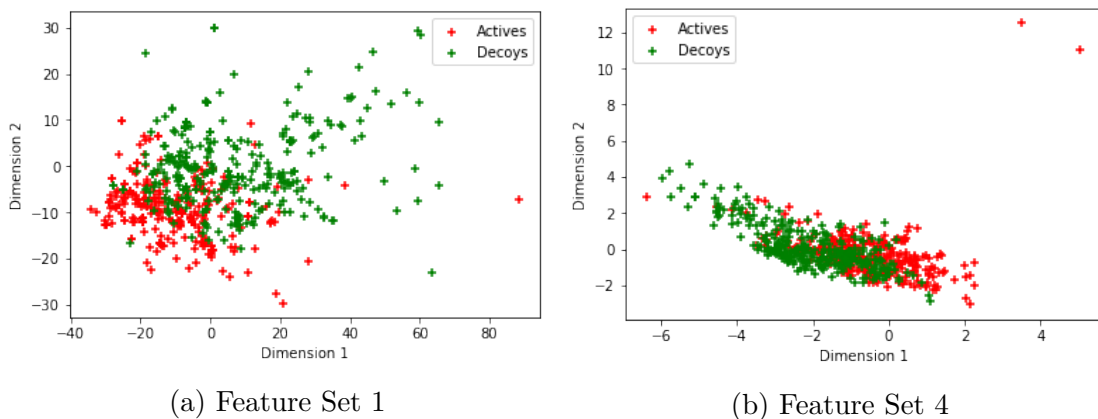 30
20
10
0
−10
−20
−30
−40
−20
0
20
40
60
80
Dimension 1
Dimension 2
Actives
Decoys
(a) Feature Set 1
12
10
8
6
4
2
0
−2
−6
−4
−2
0
2
4
Dimension 1
Dimension 2
Actives
Decoys
(b) Feature Set 4